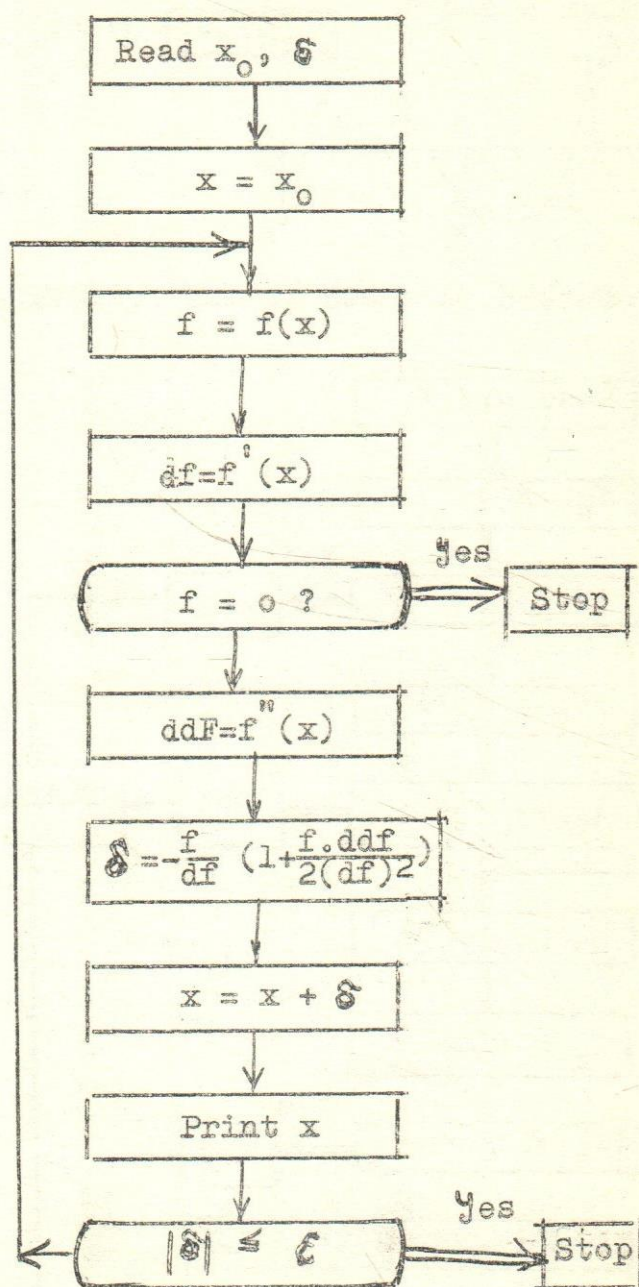 Read x₀, δ
x = x₀
f = f(x)
df=f'(x)
f = o ?
Yes
Stop
ddF=f"(x)
δ =-f/df (1+f.ddf/2(df)2)
x = x + δ
Print x
|δ| ≤ ε
Yes
Stop